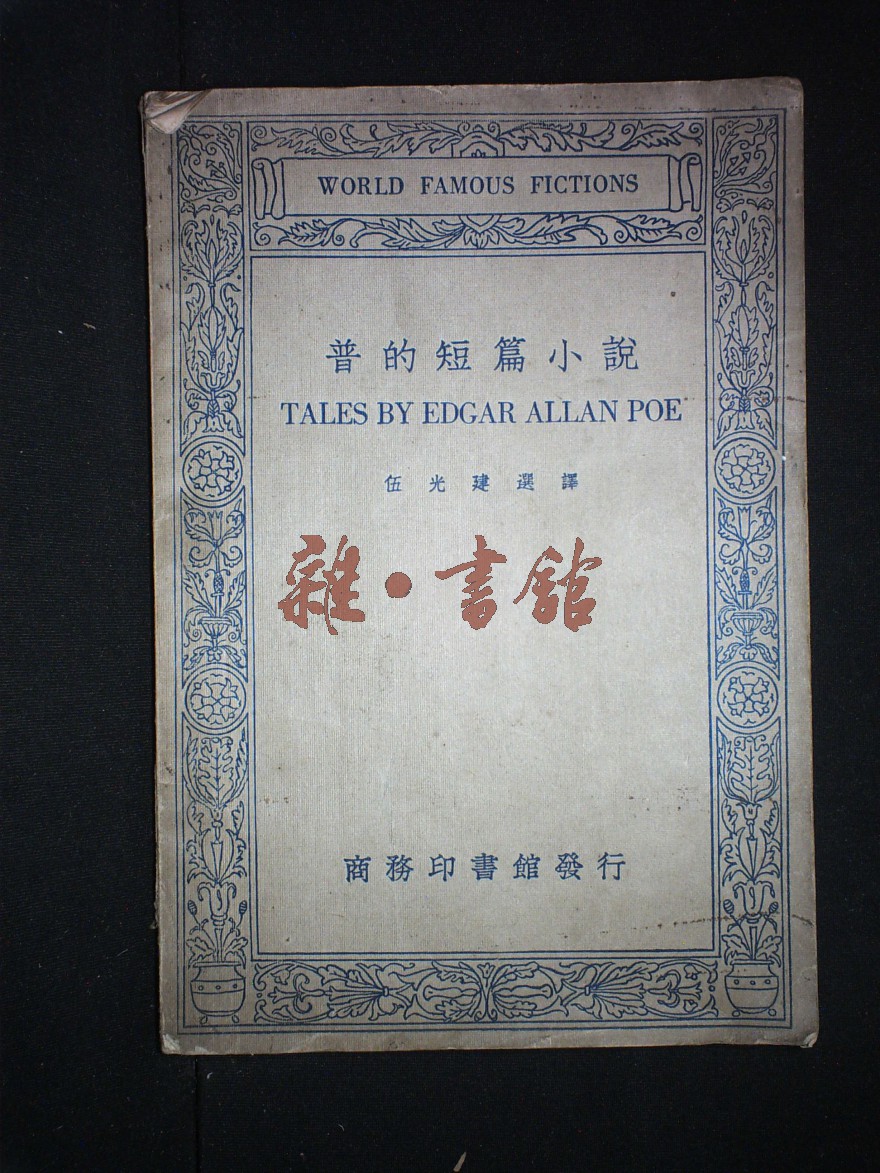 WORLD FAMOUS FICTIONS
普的短篇小說
TALES BY EDGAR ALLAN POE
伍光建選譯
雜·書館
商務印書館發行